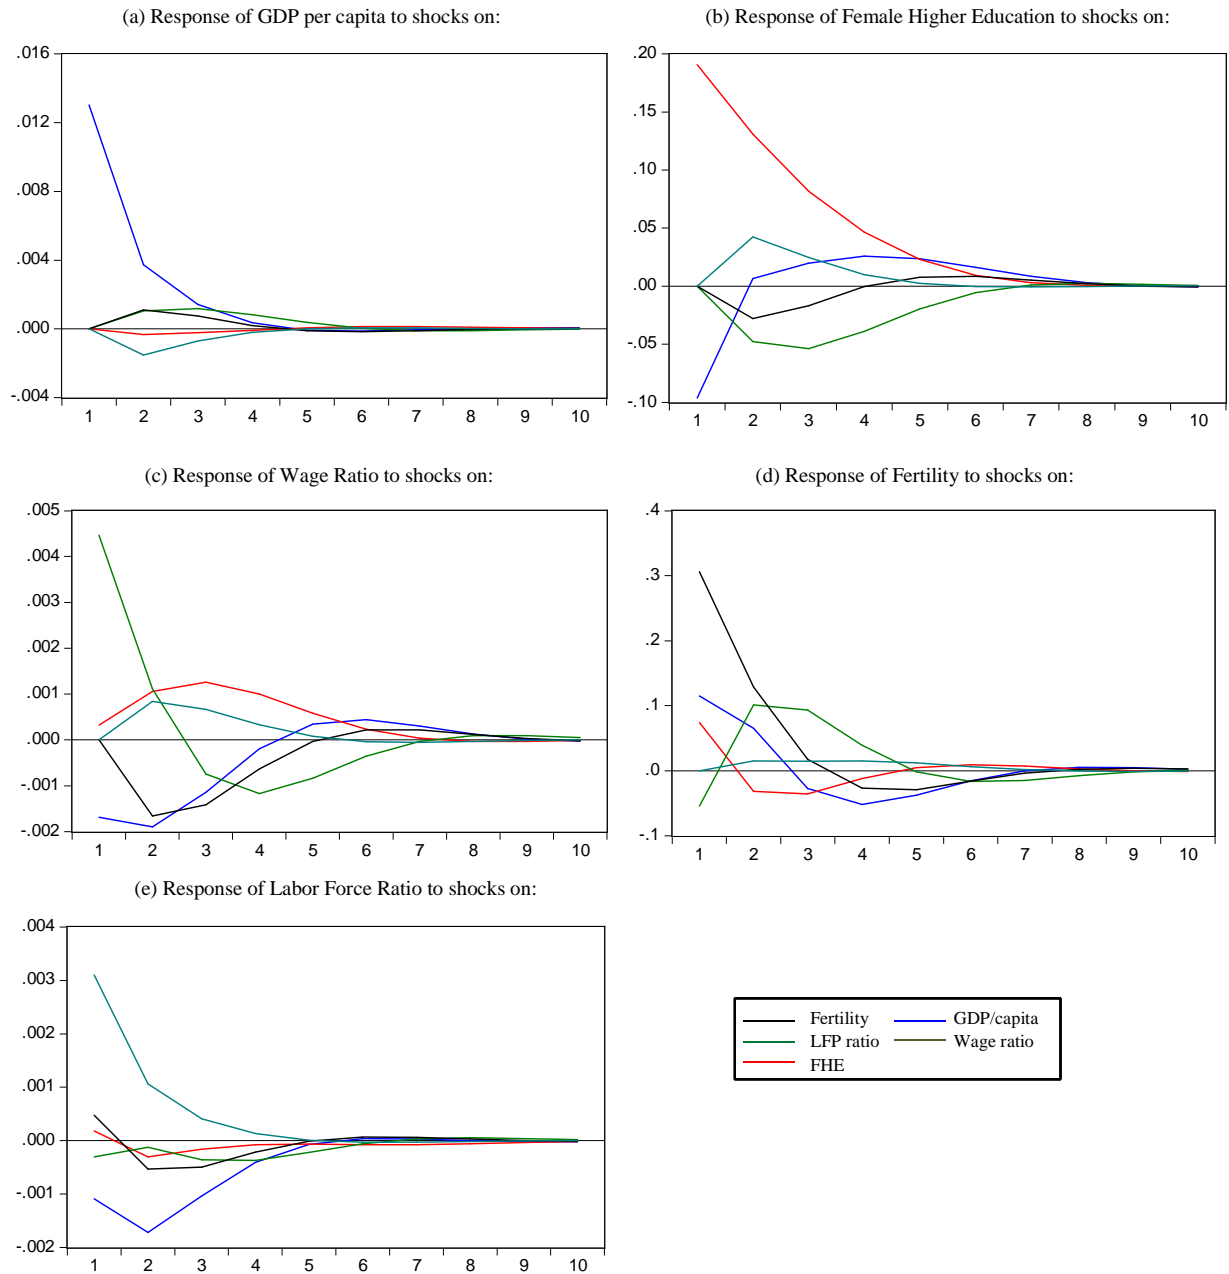 (a) Response of GDP per capita to shocks on:
.016
.012
.008
.004
.000
-.004
1 2 3 4 5 6 7 8 9 10
(b) Response of Female Higher Education to shocks on:
.20
.15
.10
.05
.00
-.05
-.10
1 2 3 4 5 6 7 8 9 10
(c) Response of Wage Ratio to shocks on:
.005
.004
.003
.002
.001
.000
-.001
-.002
1 2 3 4 5 6 7 8 9 10
(d) Response of Fertility to shocks on:
.4
.3
.2
.1
.0
-.1
1 2 3 4 5 6 7 8 9 10
(e) Response of Labor Force Ratio to shocks on:
.004
.003
.002
.001
.000
-.001
-.002
1 2 3 4 5 6 7 8 9 10
Fertility GDP/capita
LFP ratio Wage ratio
FHE